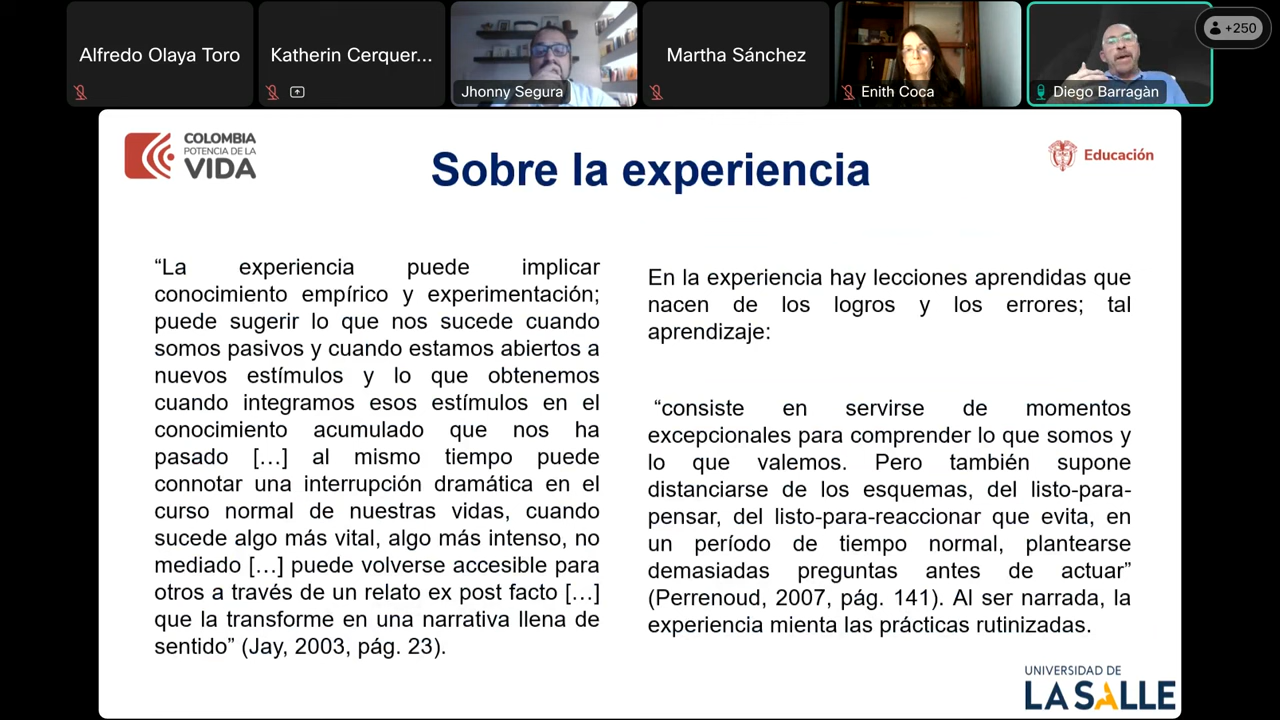 Alfredo Olaya Toro
Katherin Cerquer...
Jhonny Segura
Martha Sánchez
Enith Coca
Diego Barragàn
+250
COLOMBIA
POTENCIA DE LA
VIDA
Sobre la experiencia
Educación
“La experiencia puede implicar
conocimiento empírico y experimentación;
puede sugerir lo que nos sucede cuando
somos pasivos y cuando estamos abiertos a
nuevos estímulos y lo que obtenemos
cuando integramos esos estímulos en el
conocimiento acumulado que nos ha
pasado […] al mismo tiempo puede
connotar una interrupción dramática en el
curso normal de nuestras vidas, cuando
sucede algo más vital, algo más intenso, no
mediado […] puede volverse accesible para
otros a través de un relato ex post facto […]
que la transforme en una narrativa llena de
sentido” (Jay, 2003, pág. 23).
En la experiencia hay lecciones aprendidas que
nacen de los logros y los errores; tal
aprendizaje:
“consiste en servirse de momentos
excepcionales para comprender lo que somos y
lo que valemos. Pero también supone
distanciarse de los esquemas, del listo-para-
pensar, del listo-para-reaccionar que evita, en
un período de tiempo normal, plantearse
demasiadas preguntas antes de actuar”
(Perrenoud, 2007, pág. 141). Al ser narrada, la
experiencia mienta las prácticas rutinizadas.
UNIVERSIDAD DE
LASALLE